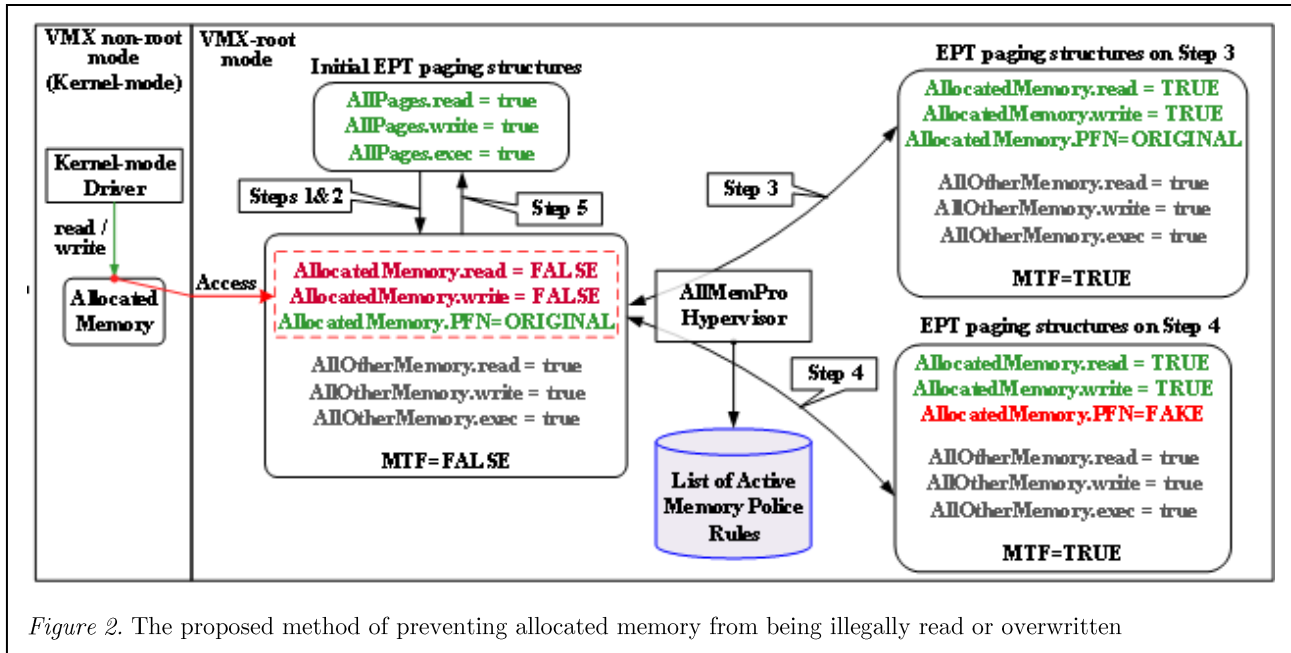 VMX non-root
mode
(Kernel-mode)
VMX-root
mode
Kernel-mode
Driver
read /
write
Allocated
Memory
Access
Initial EPT paging structures
AllPages.read = true
AllPages.write = true
AllPages.exec = true
Steps 1&2
Step 5
AllocatedMemory.read = FALSE
AllocatedMemory.write = FALSE
AllocatedMemory.PFN=ORIGINAL
AllOtherMemory.read = true
AllOtherMemory.write = true
AllOtherMemory.exec = true
MTF=FALSE
Step 3
AllMemPro
Hypervisor
Step 4
List of Active
Memory Police
Rules
EPT paging structures on Step 3
AllocatedMemory.read = TRUE
AllocatedMemory.write = TRUE
AllocatedMemory.PFN=ORIGINAL
AllOtherMemory.read = true
AllOtherMemory.write = true
AllOtherMemory.exec = true
MTF=TRUE
EPT paging structures on Step 4
AllocatedMemory.read = TRUE
AllocatedMemory.write = TRUE
AllocatedMemory.PFN=FAKE
AllOtherMemory.read = true
AllOtherMemory.write = true
AllOtherMemory.exec = true
MTF=TRUE
Figure 2. The proposed method of preventing allocated memory from being illegally read or overwritten